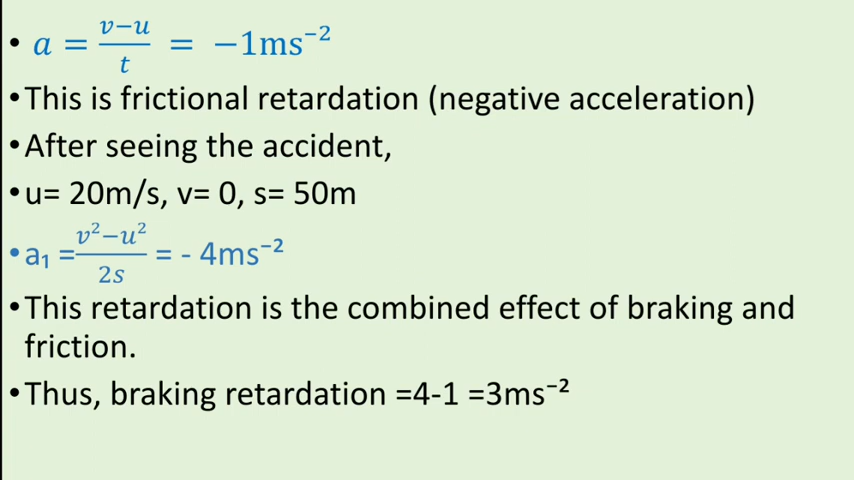 • a = (v−u)/t = −1ms⁻²
•This is frictional retardation (negative acceleration)
•After seeing the accident,
•u= 20m/s, v= 0, s= 50m
•a₁ =(v²−u²)/2s = - 4ms⁻²
•This retardation is the combined effect of braking and
friction.
•Thus, braking retardation =4-1 =3ms⁻²